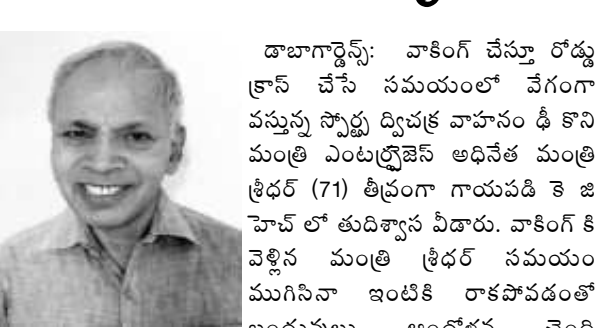 డాబాగార్డెన్స్: వాకింగ్ చేస్తూ రోడ్డు
క్రాస్ చేసే సమయంలో వేగంగా
వస్తున్న స్పోర్ట్స ద్విచక్ర వాహనం ఢీ కొని
మంత్రి ఎంటర్ప్రైజెస్ అధినేత మంత్రి
శ్రీధర్ (71) తీవ్రంగా గాయపడి కె జి
హెచ్ లో తుదిశ్వాస వీడారు. వాకింగ్ కి
వెళ్లిన మంత్రి శ్రీధర్ సమయం
ముగిసినా ఇంటికి రాకపోవడంతో